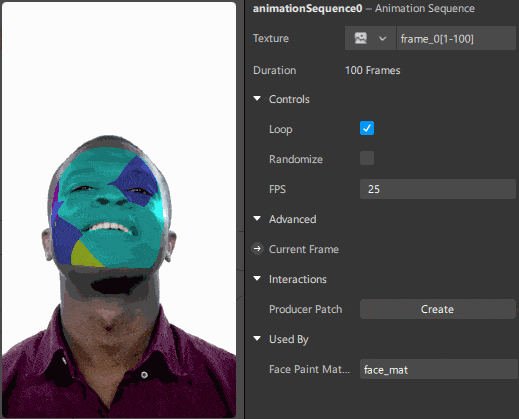 animationSequence0 – Animation Sequence
Texture frame_0[1-100]
Duration 100 Frames
Controls
Loop
Randomize
FPS 25
Advanced
Current Frame
Interactions
Producer Patch Create
Used By
Face Paint Mat... face_mat